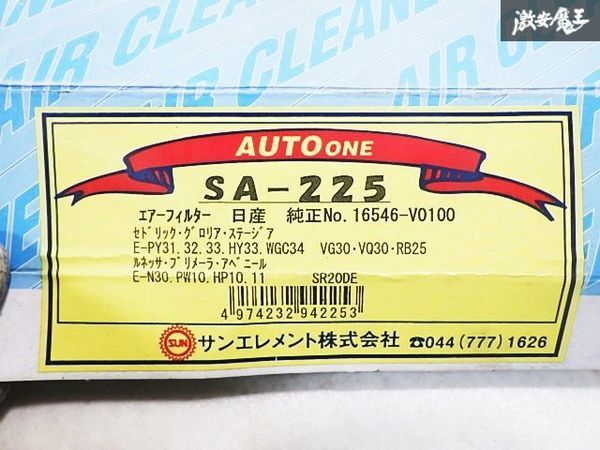 激安魔王
AIR CLEANER
AIR CLEANE
AIR CLEAN
AUTO ONE
SA-225
エアーフィルター 日産 純正No. 16546-V0100
ｾﾄﾞﾘｯｸ・ｸﾞﾛﾘｱ・ｽﾃｰｼﾞｱ
E-PY31.32.33.HY33.WGC34 VG30・VQ30・RB25
ﾙﾈｯｻ・ﾌﾟﾘﾒｰﾗ・ｱﾍﾞﾆｰﾙ
E-N30.PW10.HP10.11 SR20DE
4 974232 942253
SUN サンエレメント株式会社 ☎044 (777) 1626